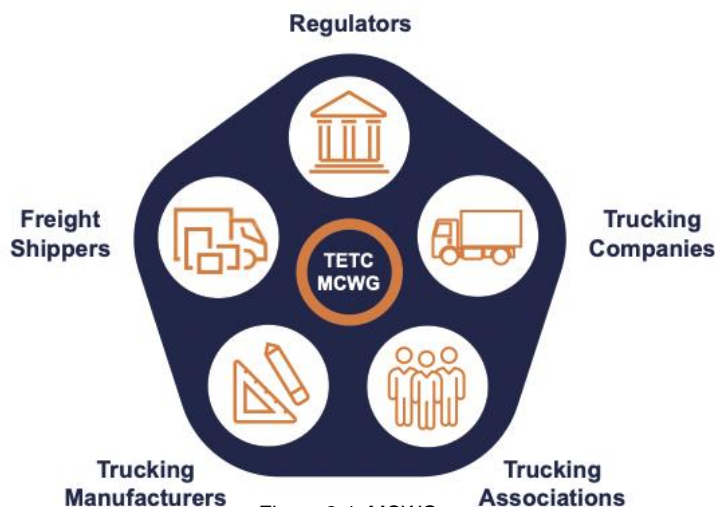 Regulators
Freight
Shippers
Trucking
Companies
TETC
MCWG
Trucking
Manufacturers
Trucking
Associations